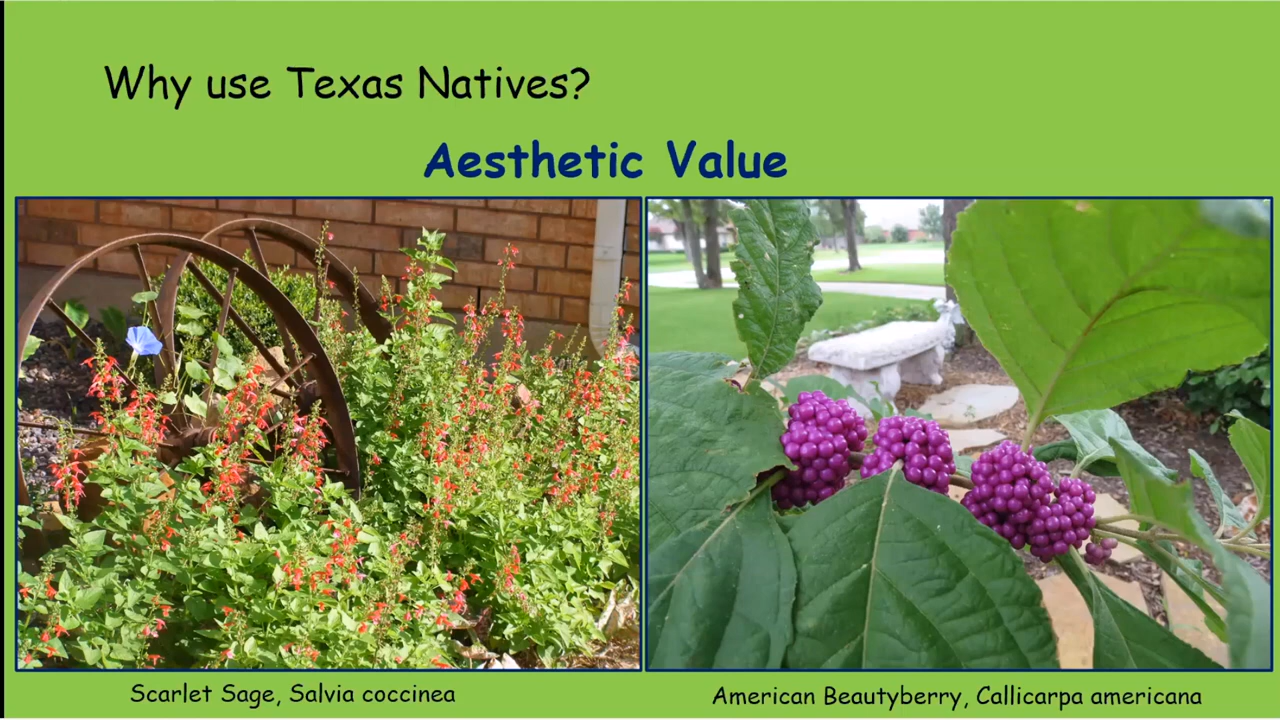 Why use Texas Natives?
Aesthetic Value
Scarlet Sage, Salvia coccinea
American Beautyberry, Callicarpa americana